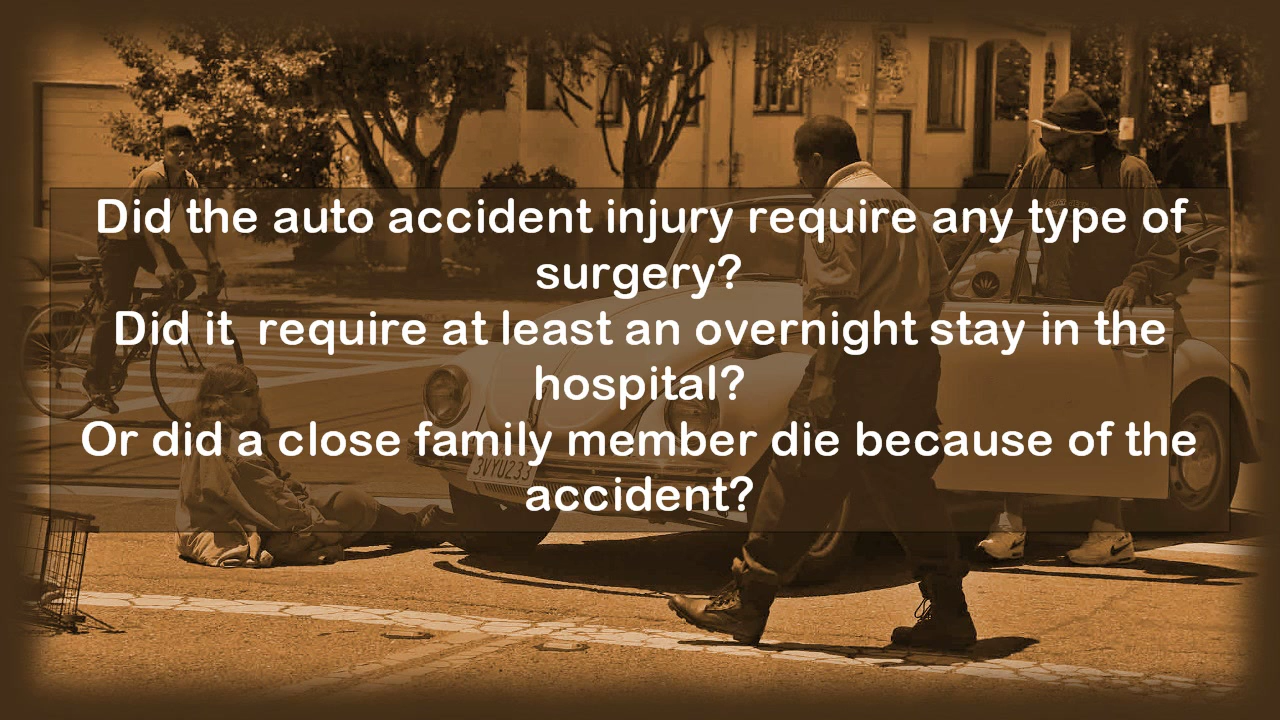 Did the auto accident injury require any type of
surgery?
Did it  require at least an overnight stay in the
hospital?
Or did a close family member die because of the
accident?
3VYU233